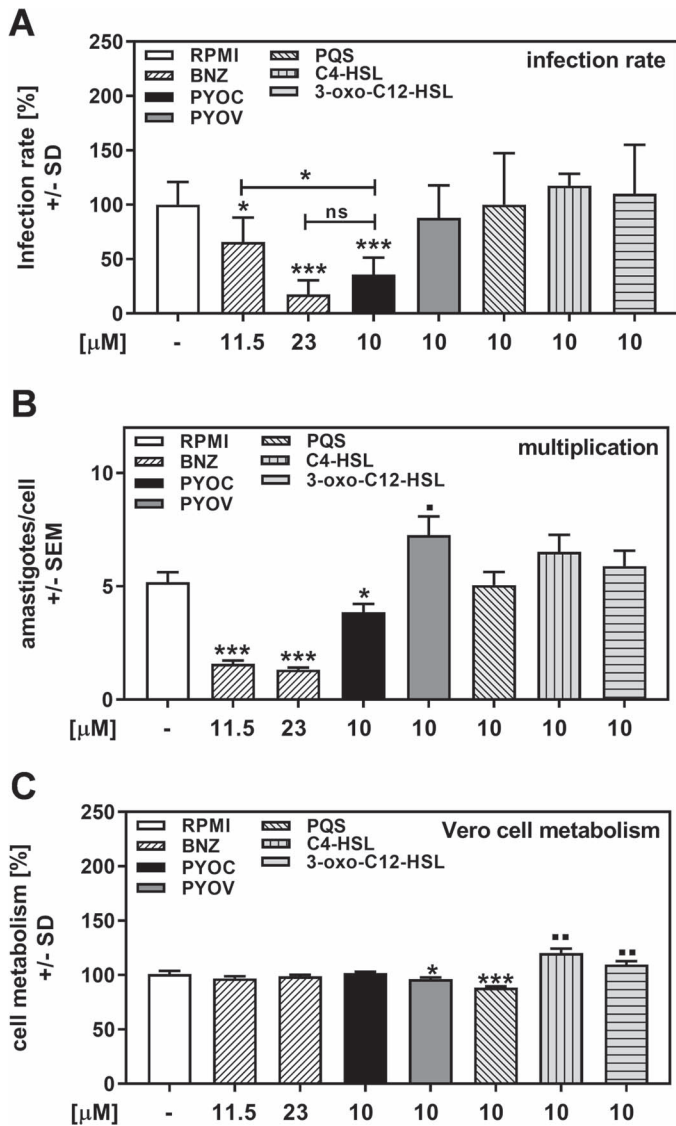 A
infection rate
RPMI
BNZ
PYOC
PYOV
PQS
C4-HSL
3-oxo-C12-HSL
Infection rate [%]
+/- SD
250
200
150
100
50
0
*
*
ns
***
***
[µM] - 11.5 23 10 10 10 10 10
B
multiplication
RPMI
BNZ
PYOC
PYOV
PQS
C4-HSL
3-oxo-C12-HSL
amastigotes/cell
+/- SEM
10
5
0
***
***
*
[µM] - 11.5 23 10 10 10 10 10
C
Vero cell metabolism
RPMI
BNZ
PYOC
PYOV
PQS
C4-HSL
3-oxo-C12-HSL
cell metabolism [%]
+/- SD
250
200
150
100
50
0
*
***
[µM] - 11.5 23 10 10 10 10 10